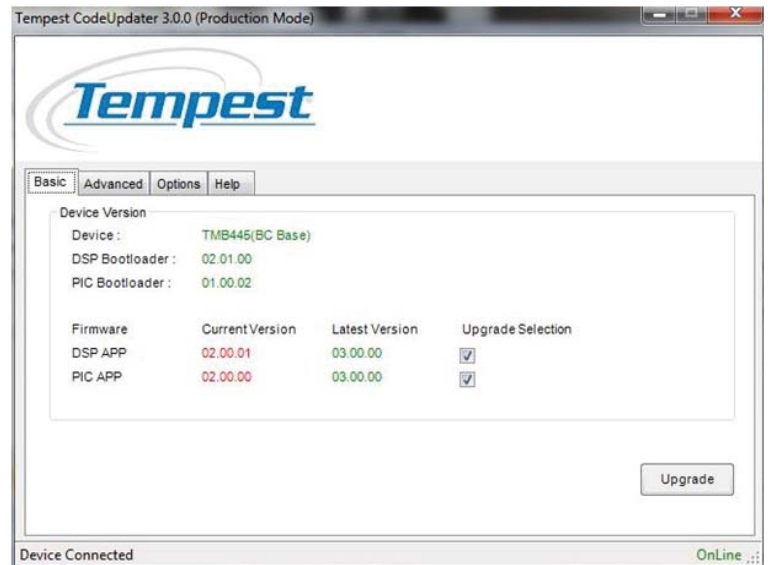 Tempest CodeUpdater 3.0.0 (Production Mode)
Tempest
Basic Advanced Options Help
Device Version
Device : TMB445(BC Base)
DSP Bootloader : 02.01.00
PIC Bootloader : 01.00.02
Firmware Current Version Latest Version Upgrade Selection
DSP APP 02.00.01 03.00.00
PIC APP 02.00.00 03.00.00
Upgrade
Device Connected OnLine